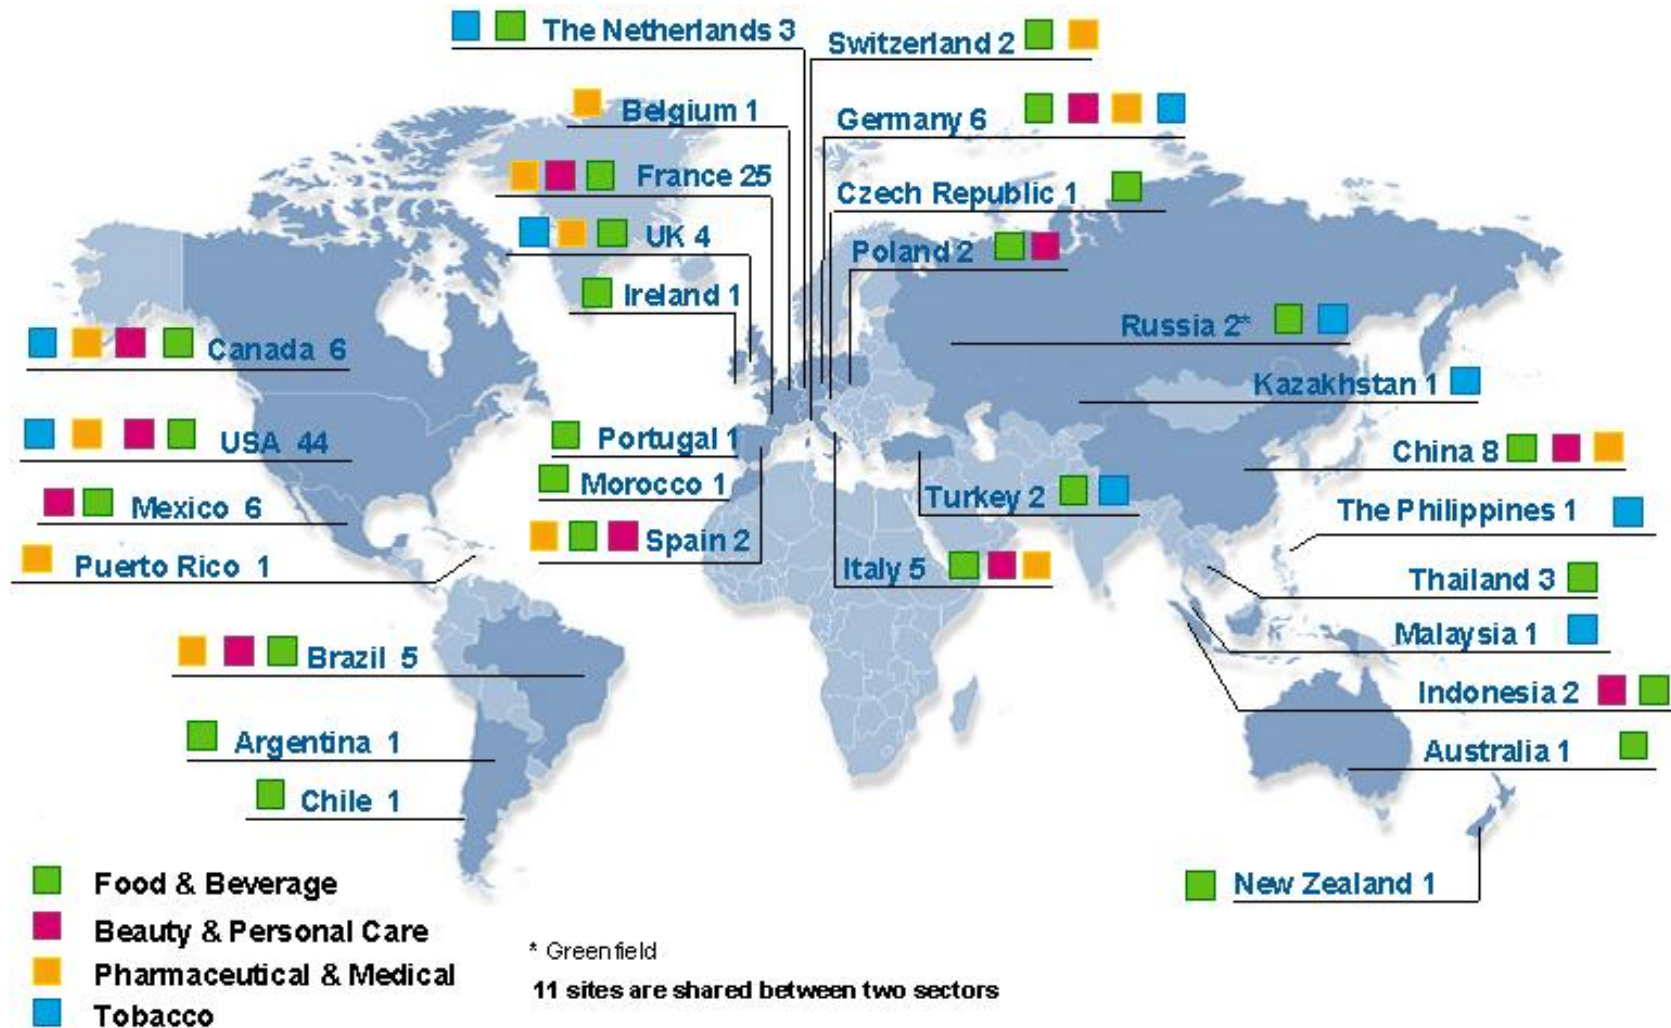 The Netherlands 3
Switzerland 2
Belgium 1
Germany 6
France 25
Czech Republic 1
UK 4
Poland 2
Ireland 1
Russia 2*
Canada 6
Kazakhstan 1
USA 44
Portugal 1
China 8
Mexico 6
Morocco 1
Turkey 2
The Philippines 1
Puerto Rico 1
Spain 2
Italy 5
Thailand 3
Malaysia 1
Brazil 5
Indonesia 2
Argentina 1
Australia 1
Chile 1
New Zealand 1
Food & Beverage
Beauty & Personal Care
Pharmaceutical & Medical
Tobacco
* Greenfield
11 sites are shared between two sectors